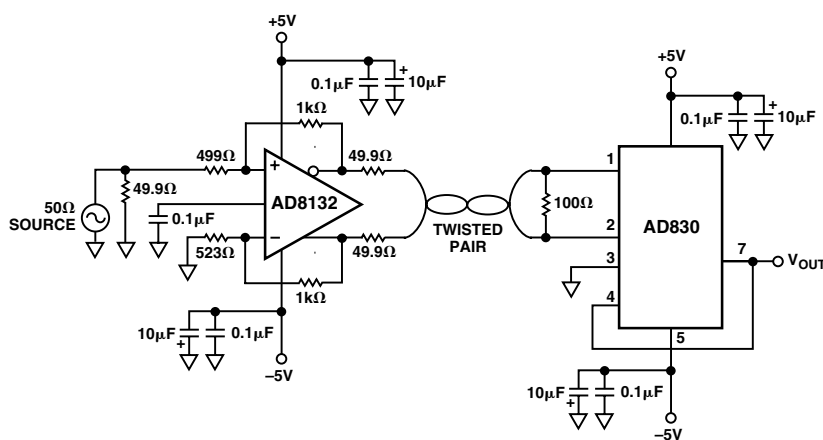 +5V
0.1µF
+
10µF
1kΩ
+5V
0.1µF
+
10µF
499Ω
49.9Ω
+
AD8132
–
49.9Ω
50Ω
SOURCE
0.1µF
523Ω
49.9Ω
1kΩ
TWISTED
PAIR
100Ω
1
2
3
4
AD830
7
VOUT
5
10µF
+
0.1µF
–5V
10µF
+
0.1µF
–5V